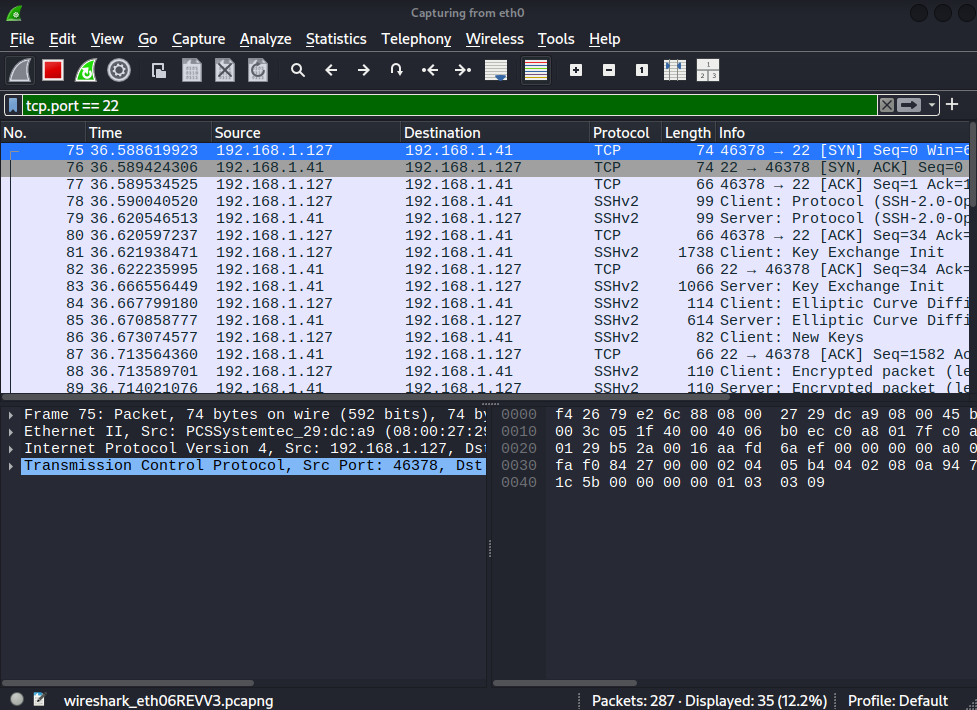 Capturing from eth0
File Edit View Go Capture Analyze Statistics Telephony Wireless Tools Help
tcp.port == 22
No. Time Source Destination Protocol Length Info
75 36.588619923 192.168.1.127 192.168.1.41 TCP 74 46378 → 22 [SYN] Seq=0 Win=6
76 36.589424306 192.168.1.41 192.168.1.127 TCP 74 22 → 46378 [SYN, ACK] Seq=0
77 36.589534525 192.168.1.127 192.168.1.41 TCP 66 46378 → 22 [ACK] Seq=1 Ack=1
78 36.590040520 192.168.1.127 192.168.1.41 SSHv2 99 Client: Protocol (SSH-2.0-Op
79 36.620546513 192.168.1.41 192.168.1.127 SSHv2 99 Server: Protocol (SSH-2.0-Op
80 36.620597237 192.168.1.127 192.168.1.41 TCP 66 46378 → 22 [ACK] Seq=34 Ack=
81 36.621938471 192.168.1.127 192.168.1.41 SSHv2 1738 Client: Key Exchange Init
82 36.622235995 192.168.1.41 192.168.1.127 TCP 66 22 → 46378 [ACK] Seq=34 Ack=
83 36.666556449 192.168.1.41 192.168.1.127 SSHv2 1066 Server: Key Exchange Init
84 36.667799180 192.168.1.127 192.168.1.41 SSHv2 114 Client: Elliptic Curve Diffi
85 36.670858777 192.168.1.41 192.168.1.127 SSHv2 614 Server: Elliptic Curve Diffi
86 36.673074577 192.168.1.127 192.168.1.41 SSHv2 82 Client: New Keys
87 36.713564360 192.168.1.41 192.168.1.127 TCP 66 22 → 46378 [ACK] Seq=1582 Ac
88 36.713589701 192.168.1.127 192.168.1.41 SSHv2 110 Client: Encrypted packet (le
89 36.714021076 192.168.1.41 192.168.1.127 SSHv2 110 Server: Encrypted packet (le
Frame 75: Packet, 74 bytes on wire (592 bits), 74 by
Ethernet II, Src: PCSSystemtec_29:dc:a9 (08:00:27:29
Internet Protocol Version 4, Src: 192.168.1.127, Dst
Transmission Control Protocol, Src Port: 46378, Dst
0000 f4 26 79 e2 6c 88 08 00 27 29 dc a9 08 00 45 b
0010 00 3c 05 1f 40 00 40 06 b0 ec c0 a8 01 7f c0 a
0020 01 29 b5 2a 00 16 aa fd 6a ef 00 00 00 00 a0 0
0030 fa f0 84 27 00 00 02 04 05 b4 04 02 08 0a 94 7
0040 1c 5b 00 00 00 00 01 03 03 09
wireshark_eth06REVV3.pcapng
Packets: 287 · Displayed: 35 (12.2%)
Profile: Default